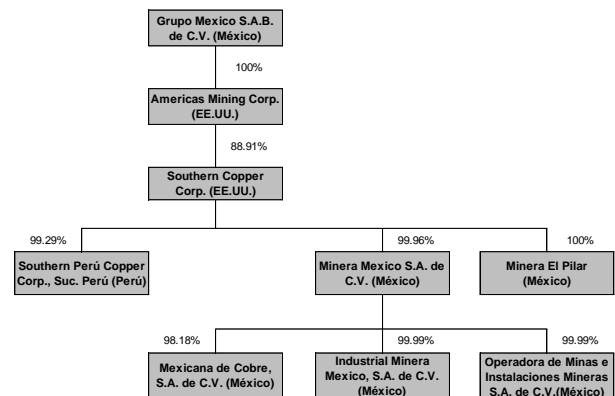 Grupo Mexico S.A.B.
de C.V. (México)
100%
Americas Mining Corp.
(EE.UU.)
88.91%
Southern Copper
Corp. (EE.UU.)
99.29%
99.96%
100%
Southern Perú Copper
Corp., Suc. Perú (Perú)
Minera Mexico S.A. de
C.V. (México)
Minera El Pilar
(México)
98.18%
99.99%
99.99%
Mexicana de Cobre,
S.A. de C.V. (México)
Industrial Minera
Mexico, S.A. de C.V.
(México)
Operadora de Minas e
Instalaciones Mineras
S.A. de C.V.(México)